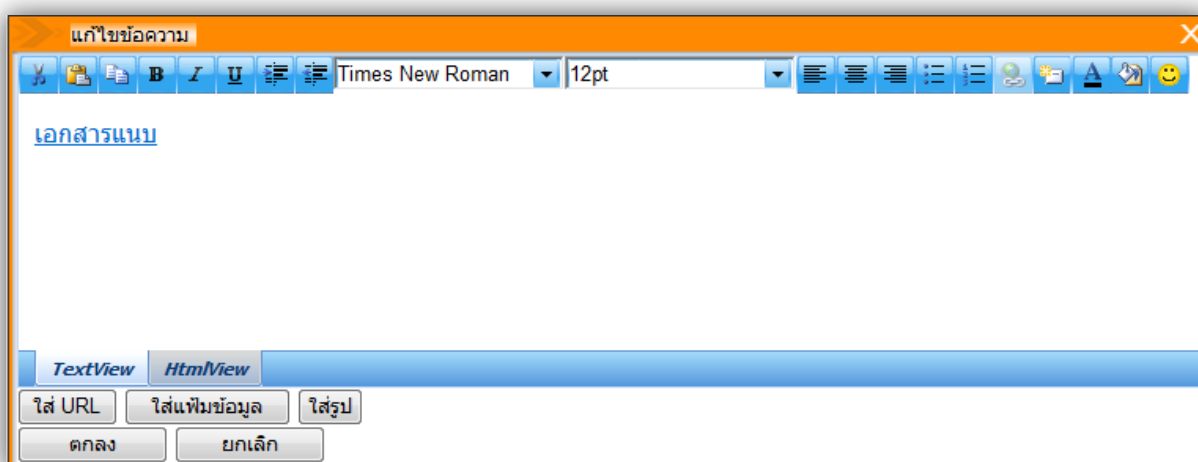 แก้ไขข้อความ
B I U Times New Roman 12pt A
เอกสารแนบ
TextView HtmlView
ใส่ URL ใส่แฟ้มข้อมูล ใส่รูป
ตกลง ยกเลิก